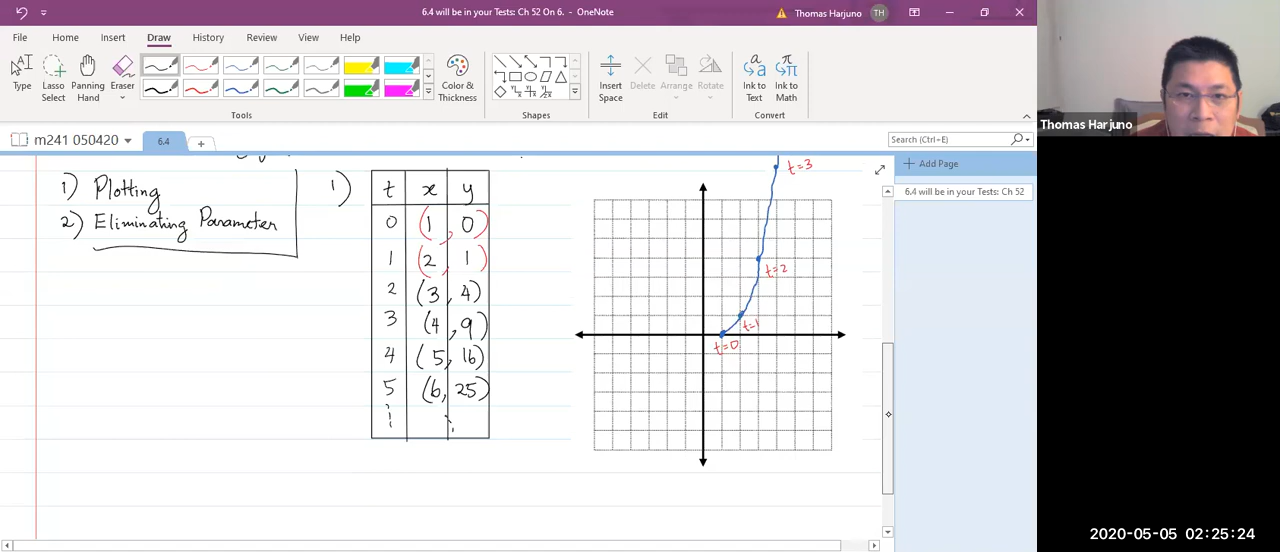 6.4 will be in your Tests: Ch 52 On 6. - OneNote
Thomas Harjuno TH
File Home Insert Draw History Review View Help
Type
Lasso Select
Panning Hand
Eraser
Color & Thickness
Insert Space
Delete
Arrange
Rotate
Ink to Text
Ink to Math
Tools Shapes Edit Convert
Thomas Harjuno
m241 050420
6.4
Search (Ctrl+E)
Add Page
6.4 will be in your Tests: Ch 52
1) Plotting
2) Eliminating Parameter
1)
t x y
0 (1, 0)
1 (2, 1)
2 (3, 4)
3 (4, 9)
4 (5, 16)
5 (6, 25)
t=3
t=2
t=1
t=0
2020-05-05 02:25:24